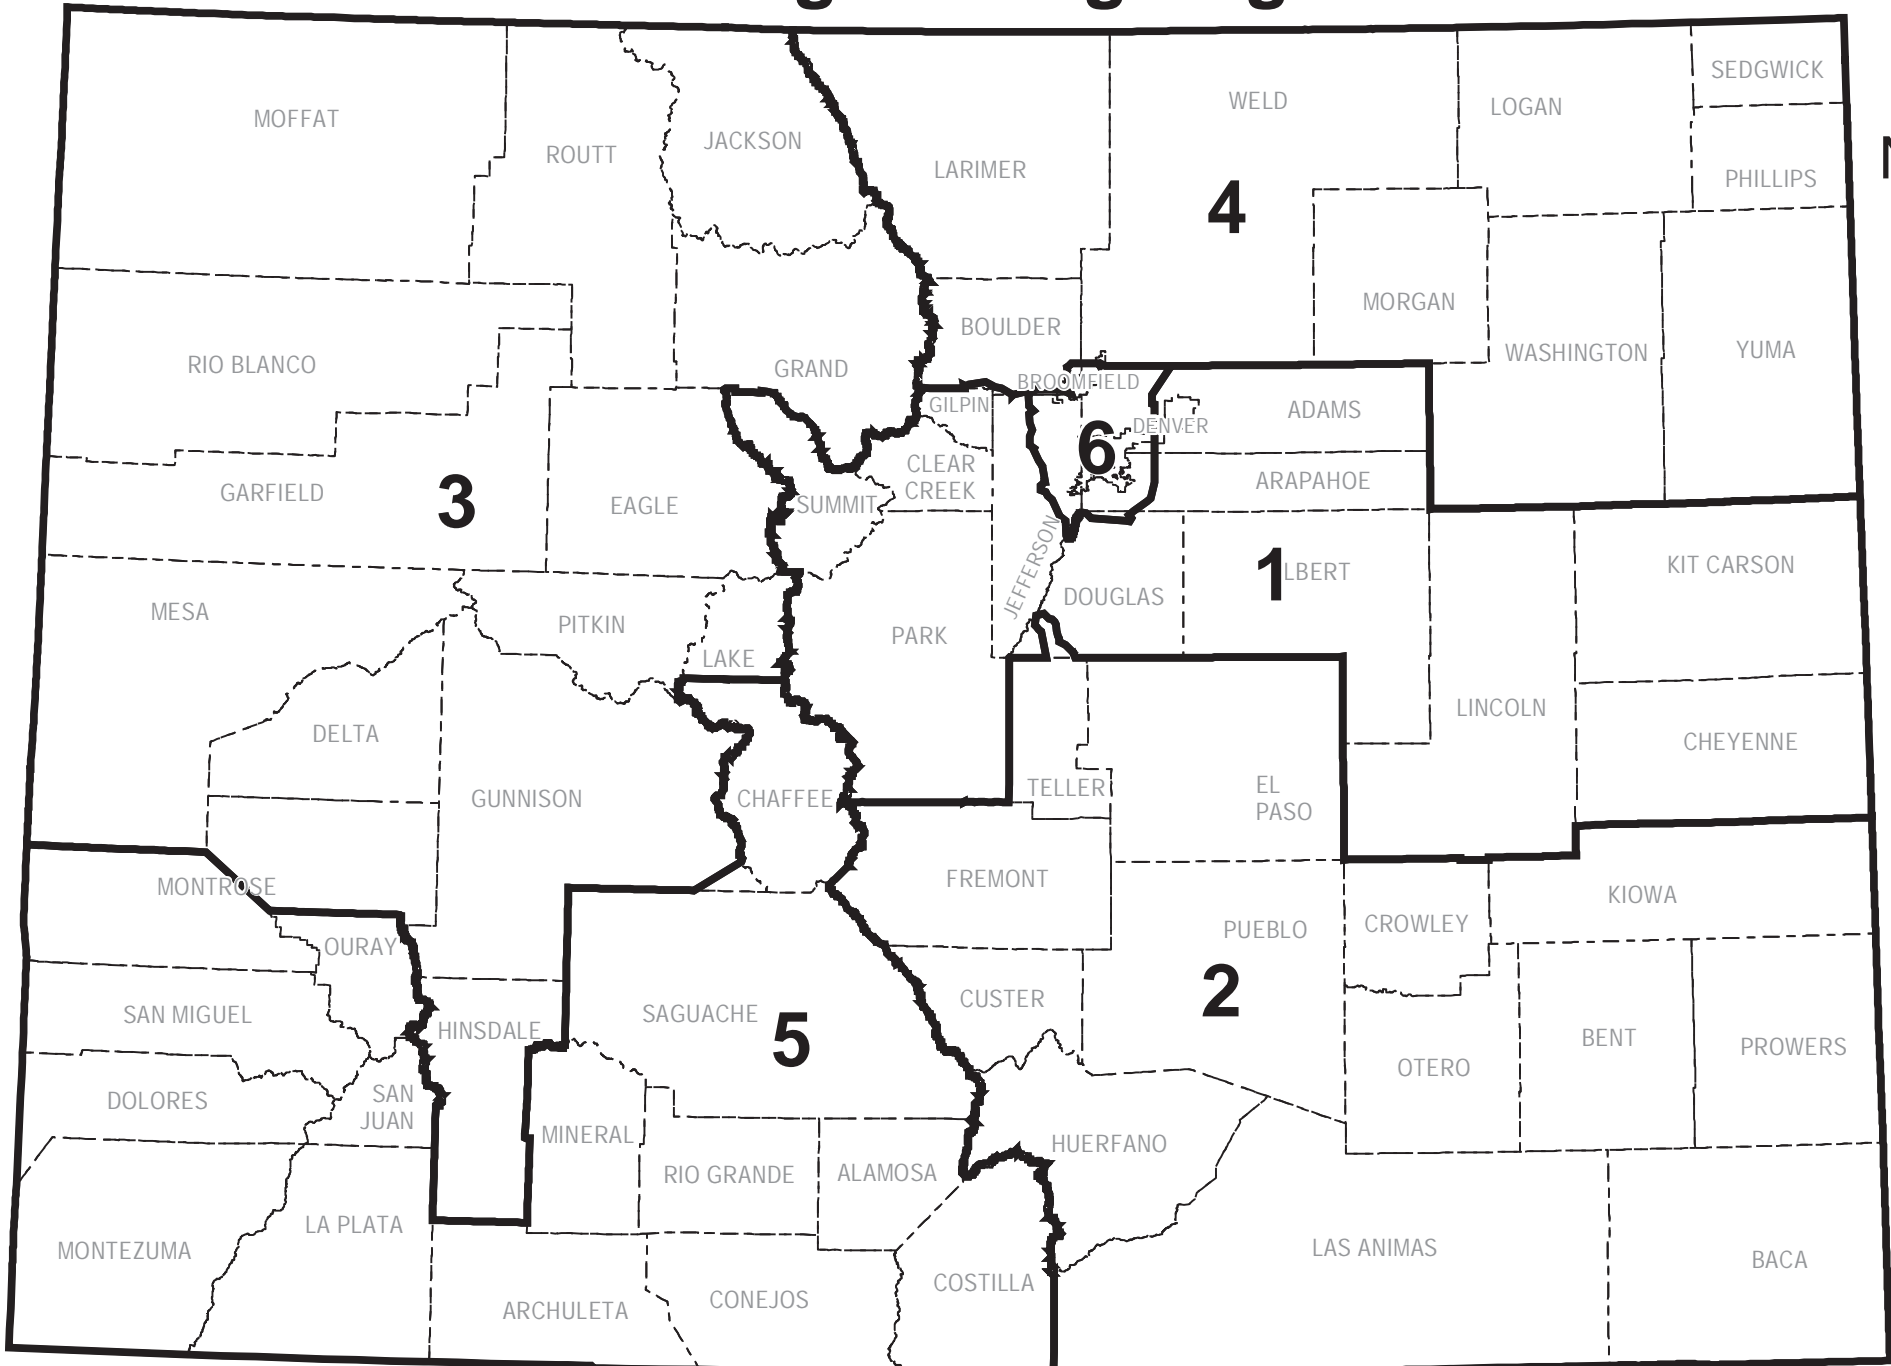 SEDGWICK
WELD
LOGAN
MOFFAT
JACKSON
ROUTT
LARIMER
PHILLIPS
4
MORGAN
BOULDER
WASHINGTON
YUMA
RIO BLANCO
GRAND
BROOMFIELD
GILPIN
ADAMS
DENVER
6
CLEAR
CREEK
ARAPAHOE
GARFIELD
3
EAGLE
SUMMIT
JEFFERSON
1
LBERT
KIT CARSON
DOUGLAS
MESA
PITKIN
PARK
LAKE
LINCOLN
DELTA
CHEYENNE
GUNNISON
CHAFFEE
TELLER
EL
PASO
FREMONT
MONTROSE
KIOWA
CROWLEY
PUEBLO
OURAY
2
CUSTER
SAGUACHE
SAN MIGUEL
HINSDALE
5
BENT
PROWERS
OTERO
DOLORES
SAN
JUAN
MINERAL
HUERFANO
RIO GRANDE
ALAMOSA
LA PLATA
MONTEZUMA
LAS ANIMAS
BACA
COSTILLA
CONEJOS
ARCHULETA